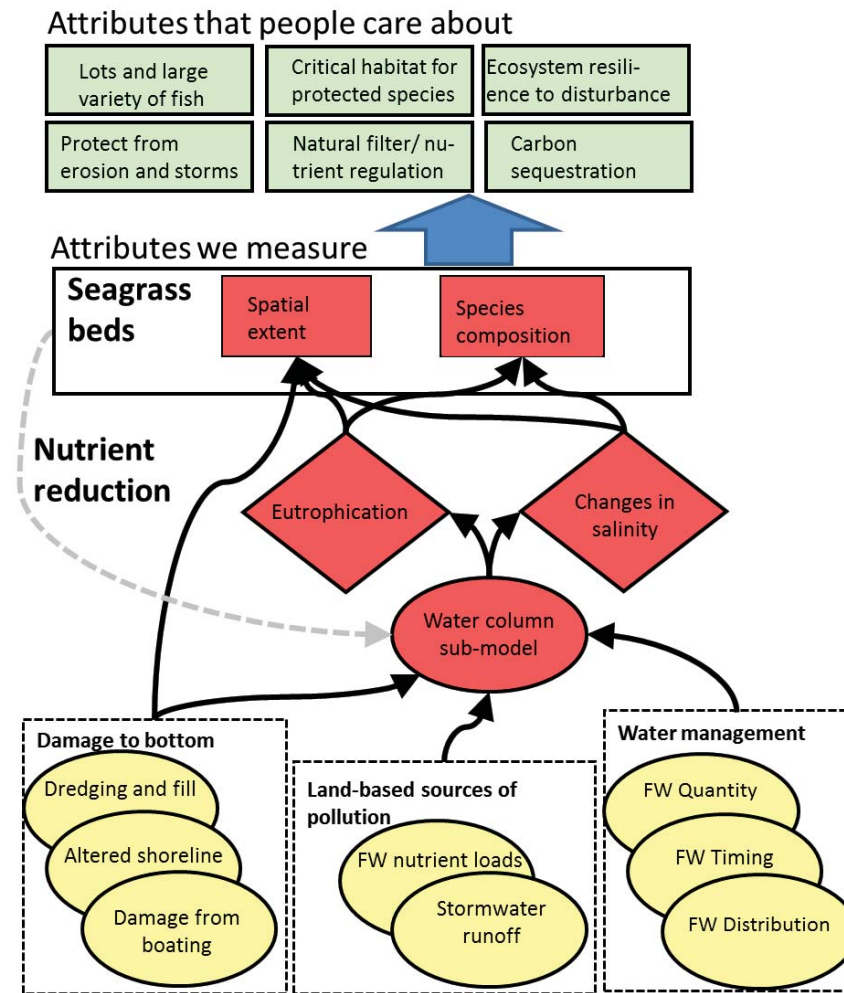 Attributes that people care about
Lots and large
variety of fish
Critical habitat for
protected species
Ecosystem resili-
ence to disturbance
Protect from
erosion and storms
Natural filter/ nu-
trient regulation
Carbon
sequestration
Attributes we measure
Seagrass
beds
Spatial
extent
Species
composition
Nutrient
reduction
Eutrophication
Changes in
salinity
Water column
sub-model
Damage to bottom
Dredging and fill
Altered shoreline
Damage from
boating
Land-based sources of
pollution
FW nutrient loads
Stormwater
runoff
Water management
FW Quantity
FW Timing
FW Distribution